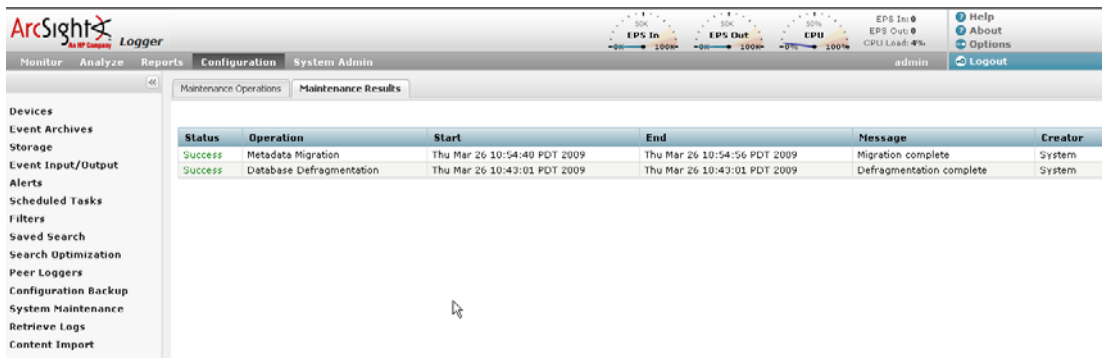 ArcSight
An HP Company
Logger
50K
EPS In
0K 100K
50K
EPS Out
0K 100K
50%
CPU
0% 100%
EPS In: 0
EPS Out: 0
CPU Load: 4%
Help
About
Options
Monitor Analyze Reports Configuration System Admin
admin
Logout
«
Devices
Event Archives
Storage
Event Input/Output
Alerts
Scheduled Tasks
Filters
Saved Search
Search Optimization
Peer Loggers
Configuration Backup
System Maintenance
Retrieve Logs
Content Import
Maintenance Operations Maintenance Results
Status Operation Start End Message Creator
Success Metadata Migration Thu Mar 26 10:54:40 PDT 2009 Thu Mar 26 10:54:56 PDT 2009 Migration complete System
Success Database Defragmentation Thu Mar 26 10:43:01 PDT 2009 Thu Mar 26 10:43:01 PDT 2009 Defragmentation complete System